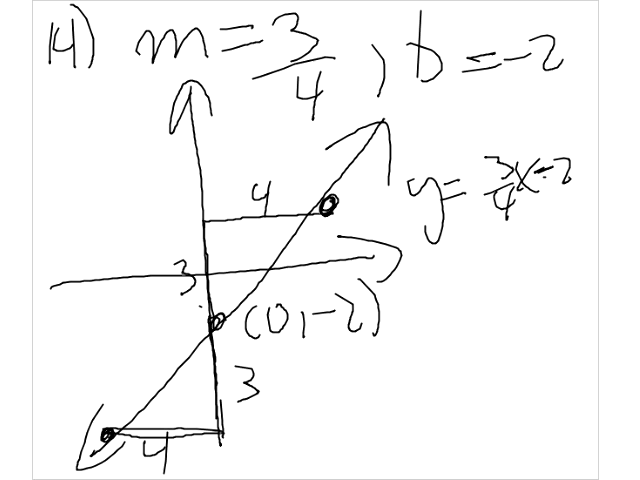 14) m = 3/4, b = -2
4
y = 3/4x - 2
3
(0, -2)
3
4